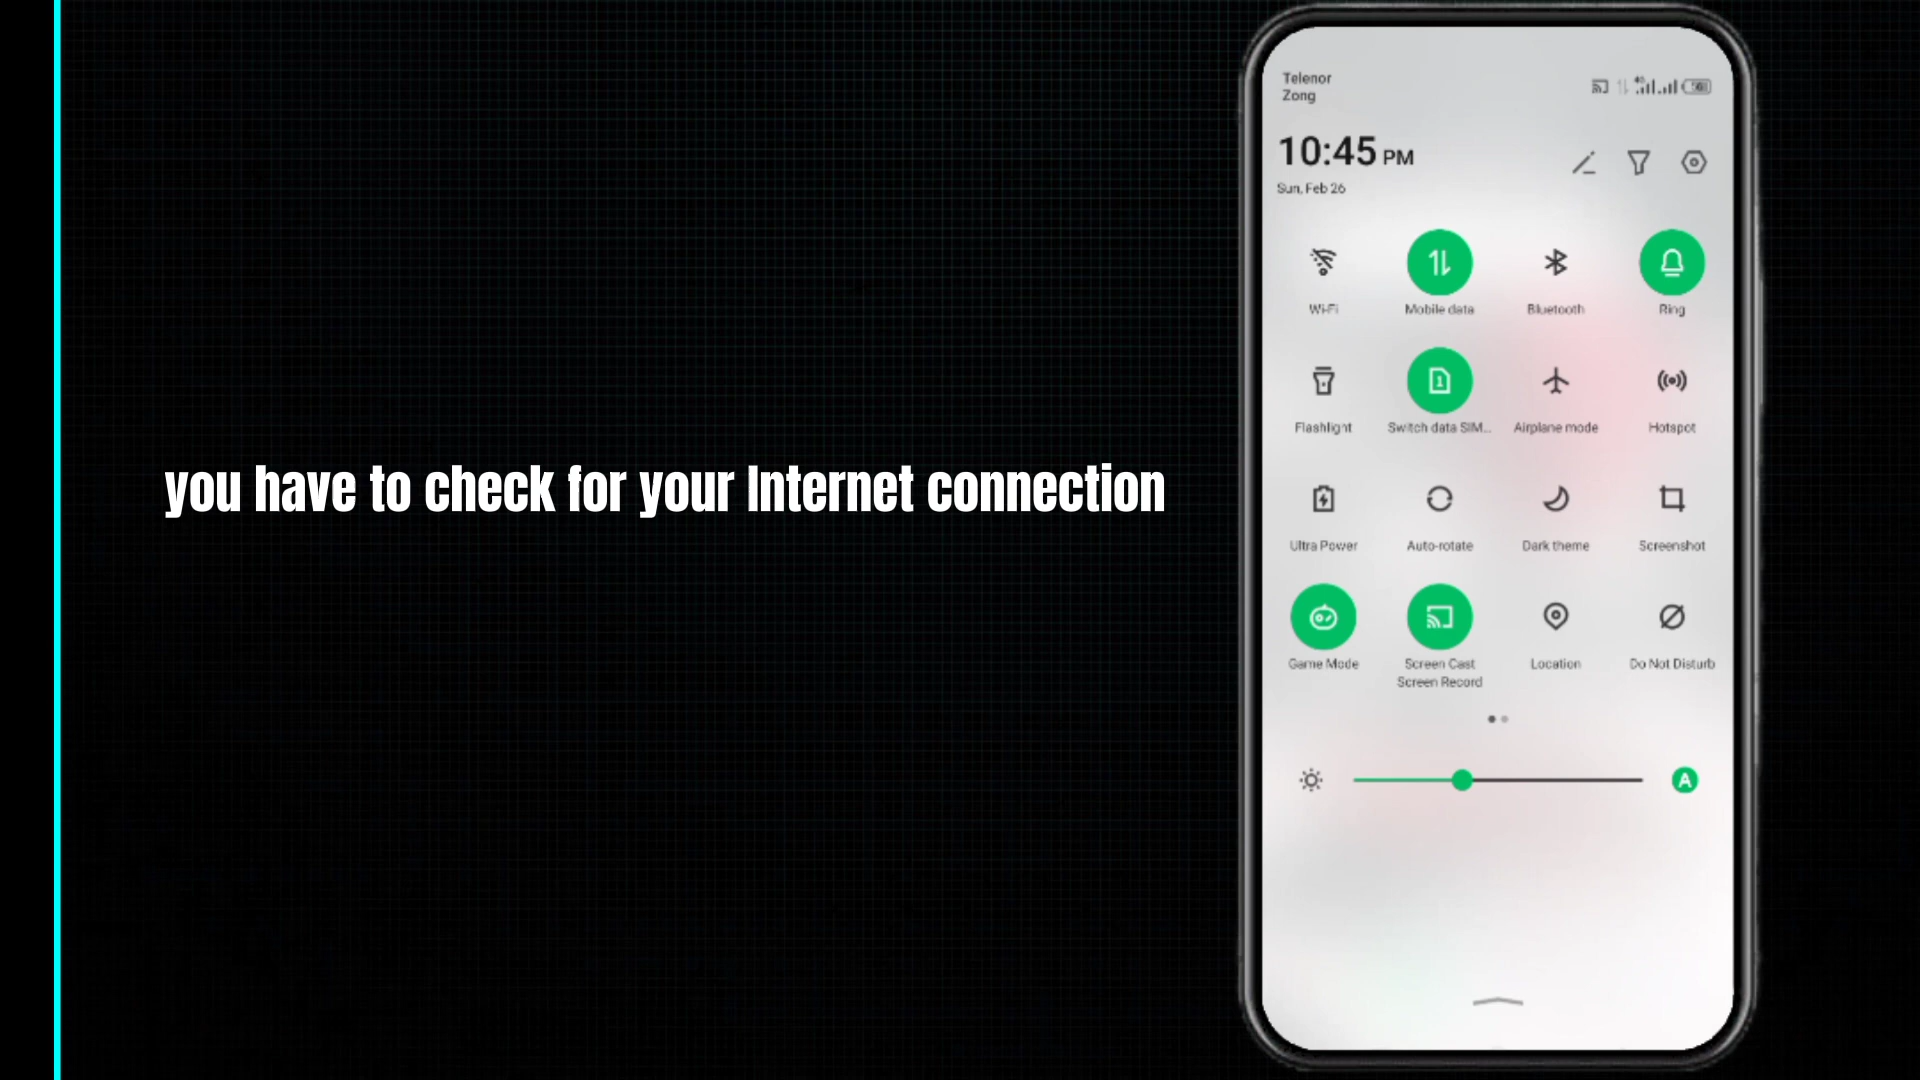 you have to check for your Internet connection
Telenor
Zong
4G
10:45 PM
Sun, Feb 26
Wi-Fi
Mobile data
Bluetooth
Ring
1
Flashlight
Switch data SIM...
Airplane mode
Hotspot
Ultra Power
Auto-rotate
Dark theme
Screenshot
Game Mode
Screen Cast
Screen Record
Location
Do Not Disturb
A